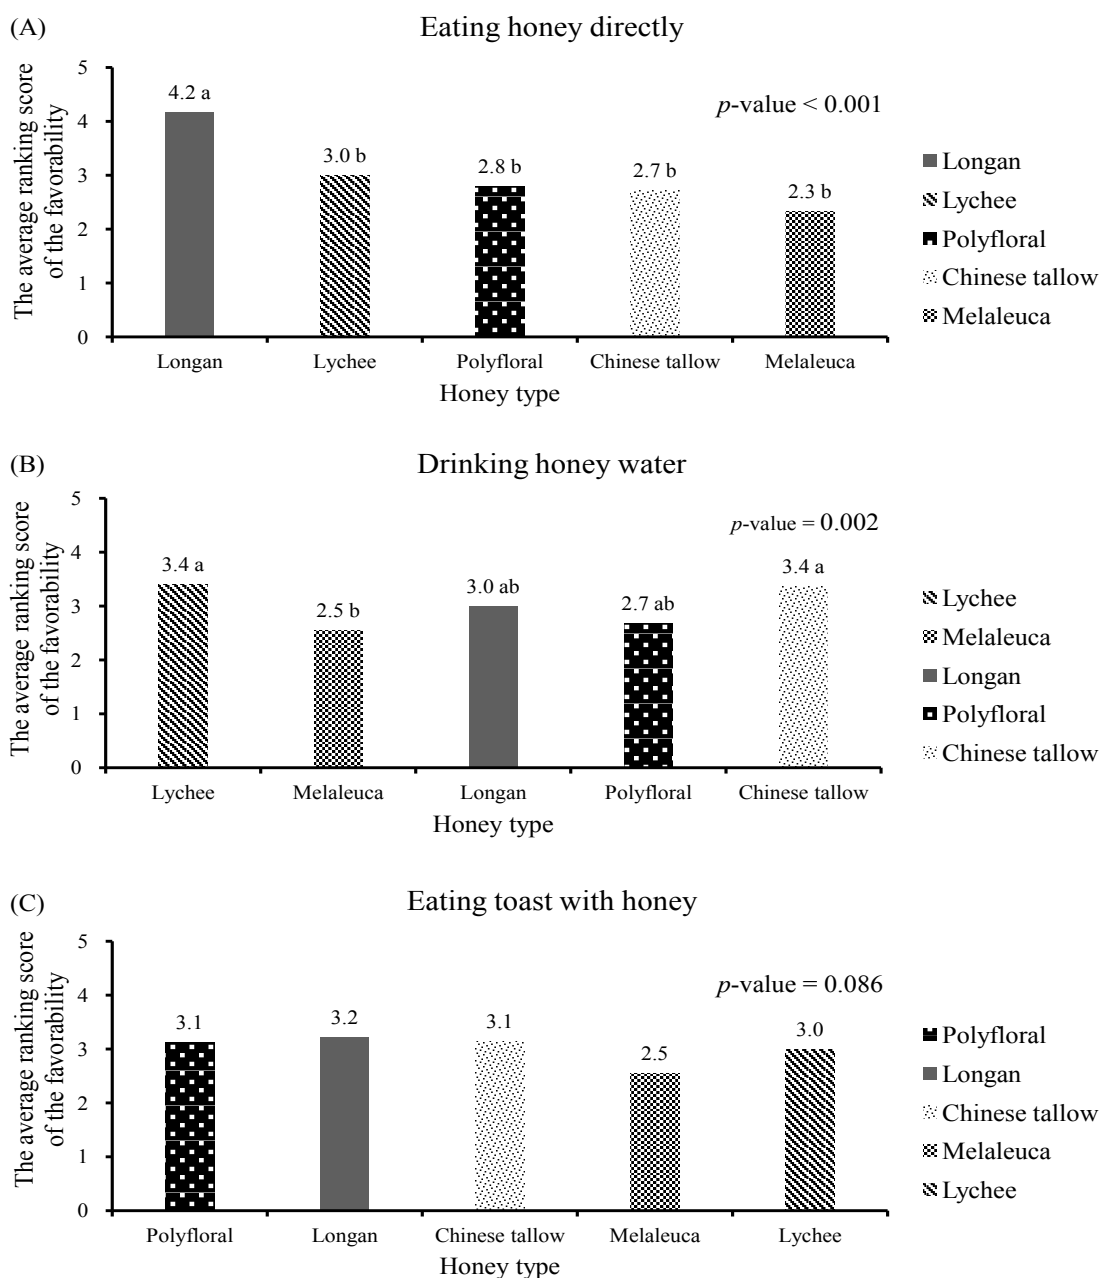 (A)
Eating honey directly
The average ranking score
of the favorability
5
4
3
2
1
0
4.2 a
3.0 b
2.8 b
2.7 b
2.3 b
p-value < 0.001
Longan
Lychee
Polyfloral
Chinese tallow
Melaleuca
Longan
Lychee
Polyfloral
Chinese tallow
Melaleuca
Honey type
(B)
Drinking honey water
The average ranking score
of the favorability
5
4
3
2
1
0
3.4 a
2.5 b
3.0 ab
2.7 ab
3.4 a
p-value = 0.002
Lychee
Melaleuca
Longan
Polyfloral
Chinese tallow
Lychee
Melaleuca
Longan
Polyfloral
Chinese tallow
Honey type
(C)
Eating toast with honey
The average ranking score
of the favorability
5
4
3
2
1
0
3.1
3.2
3.1
2.5
3.0
p-value = 0.086
Polyfloral
Longan
Chinese tallow
Melaleuca
Lychee
Polyfloral
Longan
Chinese tallow
Melaleuca
Lychee
Honey type